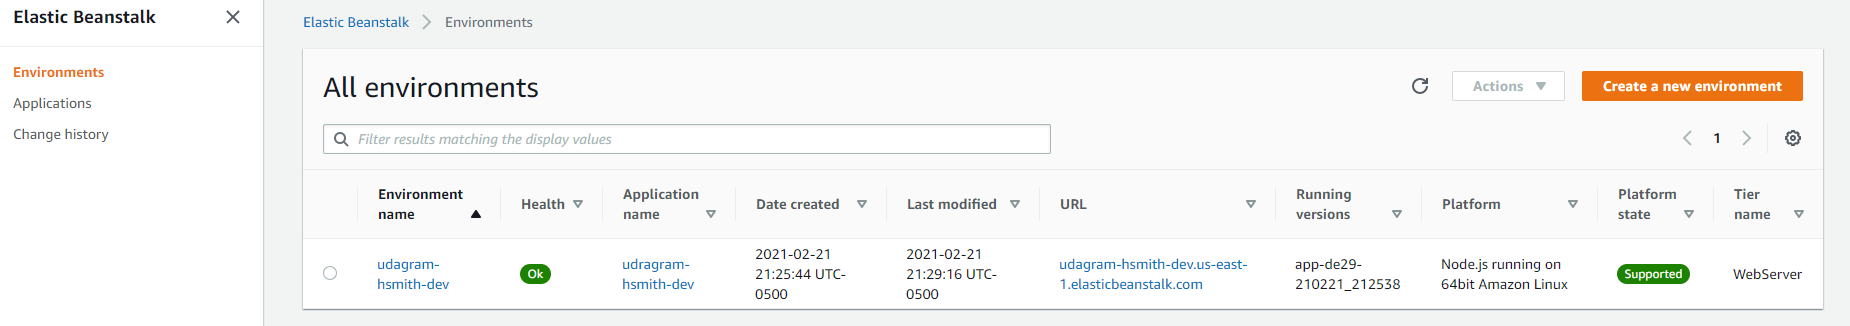 Elastic Beanstalk
Environments
Applications
Change history
Elastic Beanstalk
Environments
All environments
Actions
Create a new environment
Filter results matching the display values
1
Environment
name
Health
Application
name
Date created
Last modified
URL
Running
versions
Platform
Platform
state
Tier
name
udagram-
hsmith-dev
Ok
udragram-
hsmith-dev
2021-02-21
21:25:44 UTC-
0500
2021-02-21
21:29:16 UTC-
0500
udagram-hsmith-dev.us-east-
1.elasticbeanstalk.com
app-de29-
210221_212538
Node.js running on
64bit Amazon Linux
Supported
WebServer